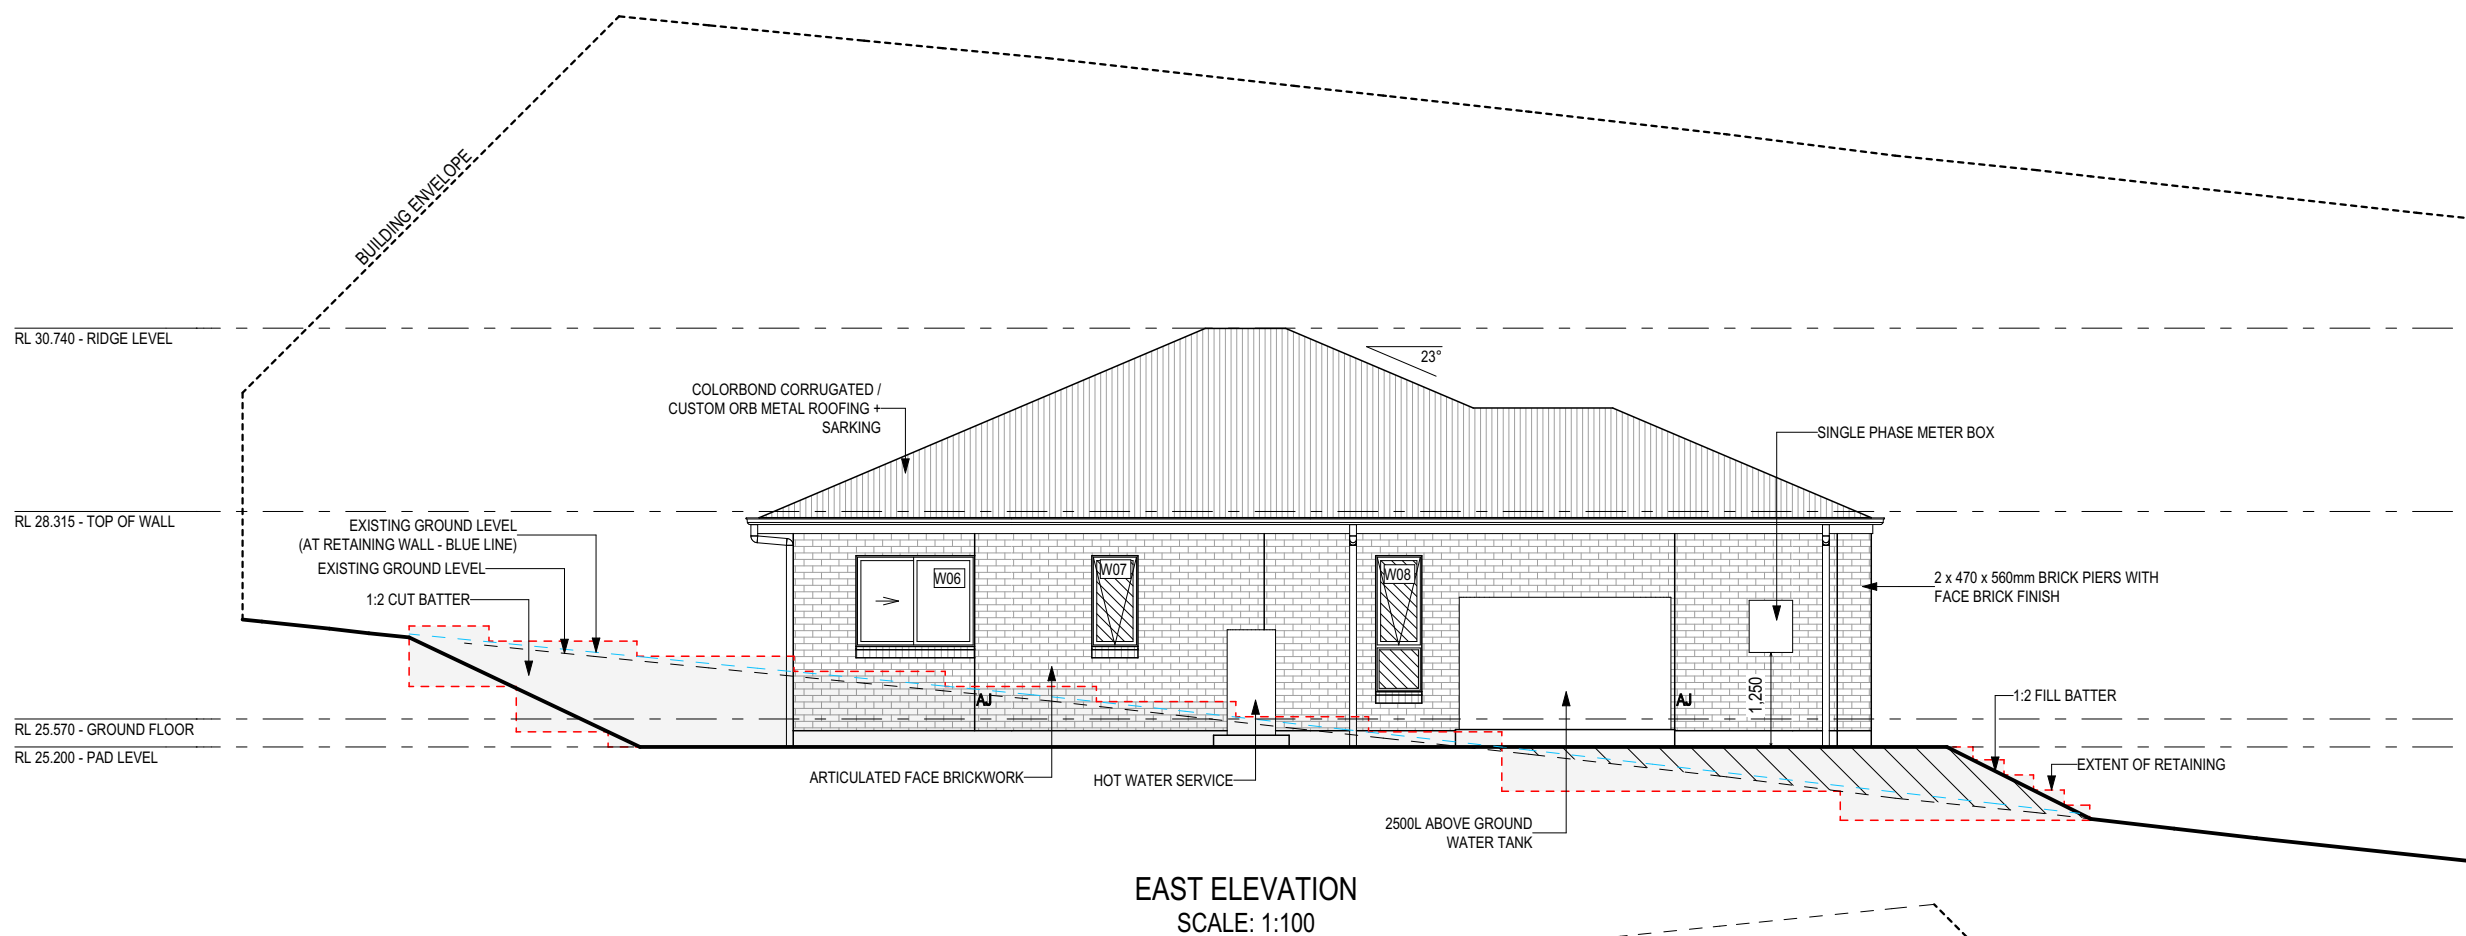 BUILDING ENVELOPE
RL 30.740 - RIDGE LEVEL
23°
COLORBOND CORRUGATED /
CUSTOM ORB METAL ROOFING +
SARKING
SINGLE PHASE METER BOX
RL 28.315 - TOP OF WALL
EXISTING GROUND LEVEL
(AT RETAINING WALL - BLUE LINE)
EXISTING GROUND LEVEL
1:2 CUT BATTER
W06
W07
W08
2 x 470 x 560mm BRICK PIERS WITH
FACE BRICK FINISH
AJ
AJ
1,250
1:2 FILL BATTER
RL 25.570 - GROUND FLOOR
RL 25.200 - PAD LEVEL
EXTENT OF RETAINING
ARTICULATED FACE BRICKWORK
HOT WATER SERVICE
2500L ABOVE GROUND
WATER TANK
EAST ELEVATION
SCALE: 1:100